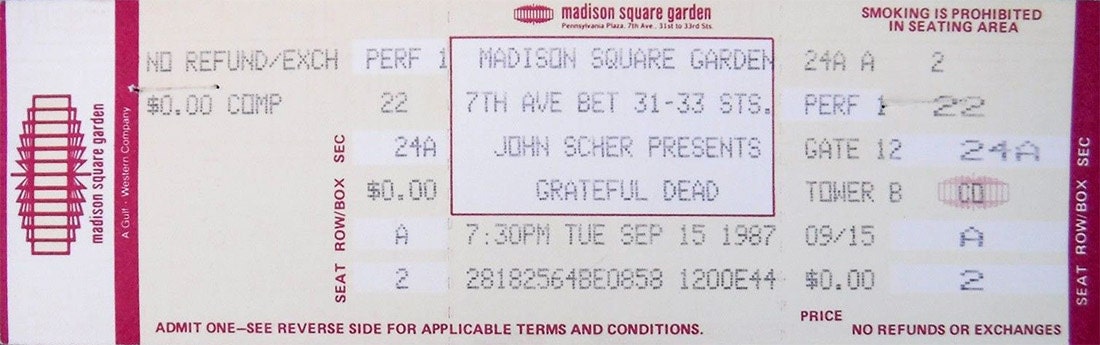 madison square garden
Pennsylvania Plaza, 7th Ave., 31st to 33rd Sts.
SMOKING IS PROHIBITED
IN SEATING AREA
madison square garden
A Gulf + Western Company
NO REFUND/EXCH PERF 1 MADISON SQUARE GARDEN 24A A 2
$0.00 COMP 22 7TH AVE BET 31-33 STS. PERF 1 22
24A JOHN SCHER PRESENTS GATE 12 24A
$0.00 GRATEFUL DEAD TOWER B CO
A 7:30PM TUE SEP 15 1987 09/15 A
2 28182564BE0858 1200E44 $0.00 2
SEAT ROW/BOX SEC
SEAT ROW/BOX SEC
PRICE
ADMIT ONE—SEE REVERSE SIDE FOR APPLICABLE TERMS AND CONDITIONS.
NO REFUNDS OR EXCHANGES